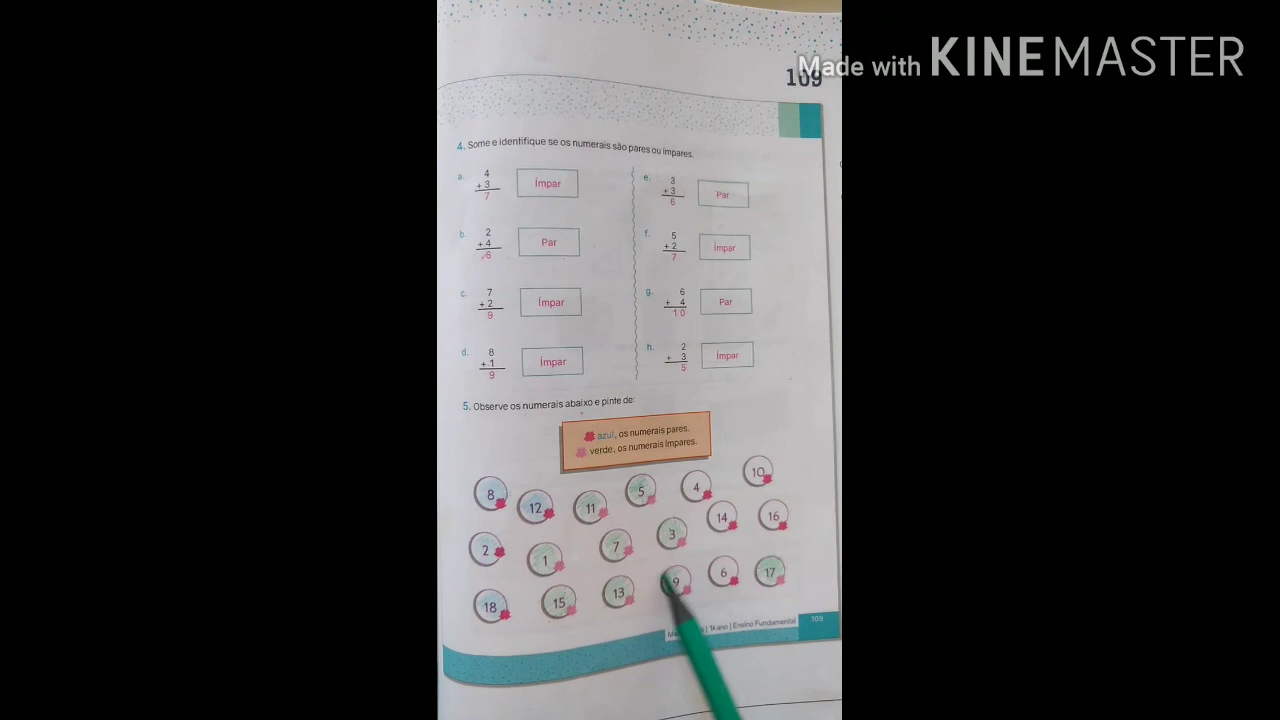 Made with KINEMASTER
109
4. Some e identifique se os numerais são pares ou ímpares.
a. 4
+ 3
7
Ímpar
b. 2
+ 4
6
Par
c. 7
+ 2
9
Ímpar
d. 8
+ 1
9
Ímpar
e. 3
+ 3
6
Par
f. 5
+ 2
7
Ímpar
g. 6
+ 4
10
Par
h. 2
+ 3
5
Ímpar
5. Observe os numerais abaixo e pinte de:
azul, os numerais pares.
verde, os numerais ímpares.
8 12 11 5 4 10
2 1 7 3 14 16
18 15 13 9 6 17
ano | Ensino Fundamental
109